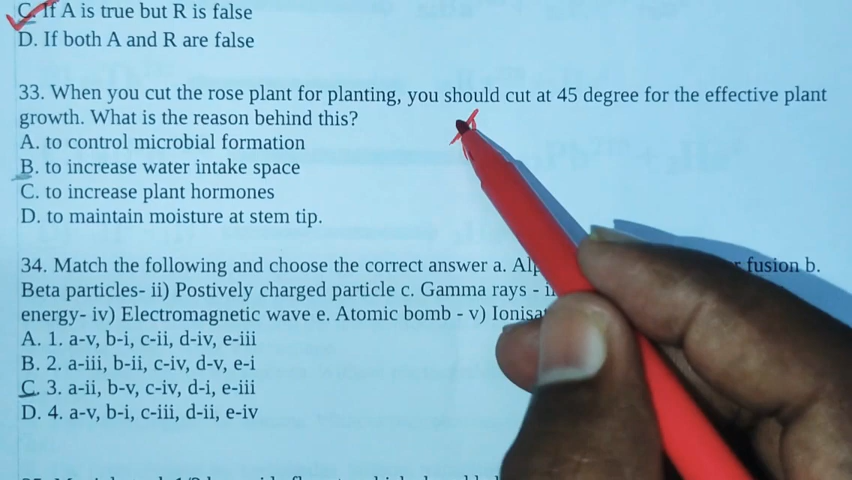 C. If A is true but R is false
D. If both A and R are false
33. When you cut the rose plant for planting, you should cut at 45 degree for the effective plant
growth. What is the reason behind this?
A. to control microbial formation
B. to increase water intake space
C. to increase plant hormones
D. to maintain moisture at stem tip.
34. Match the following and choose the correct answer a. fusion b.
Beta particles- ii) Postively charged particle c. Gamma rays -
energy- iv) Electromagnetic wave e. Atomic bomb - v)
A. 1. a-v, b-i, c-ii, d-iv, e-iii
B. 2. a-iii, b-ii, c-iv, d-v, e-i
C. 3. a-ii, b-v, c-iv, d-i, e-iii
D. 4. a-v, b-i, c-iii, d-ii, e-iv